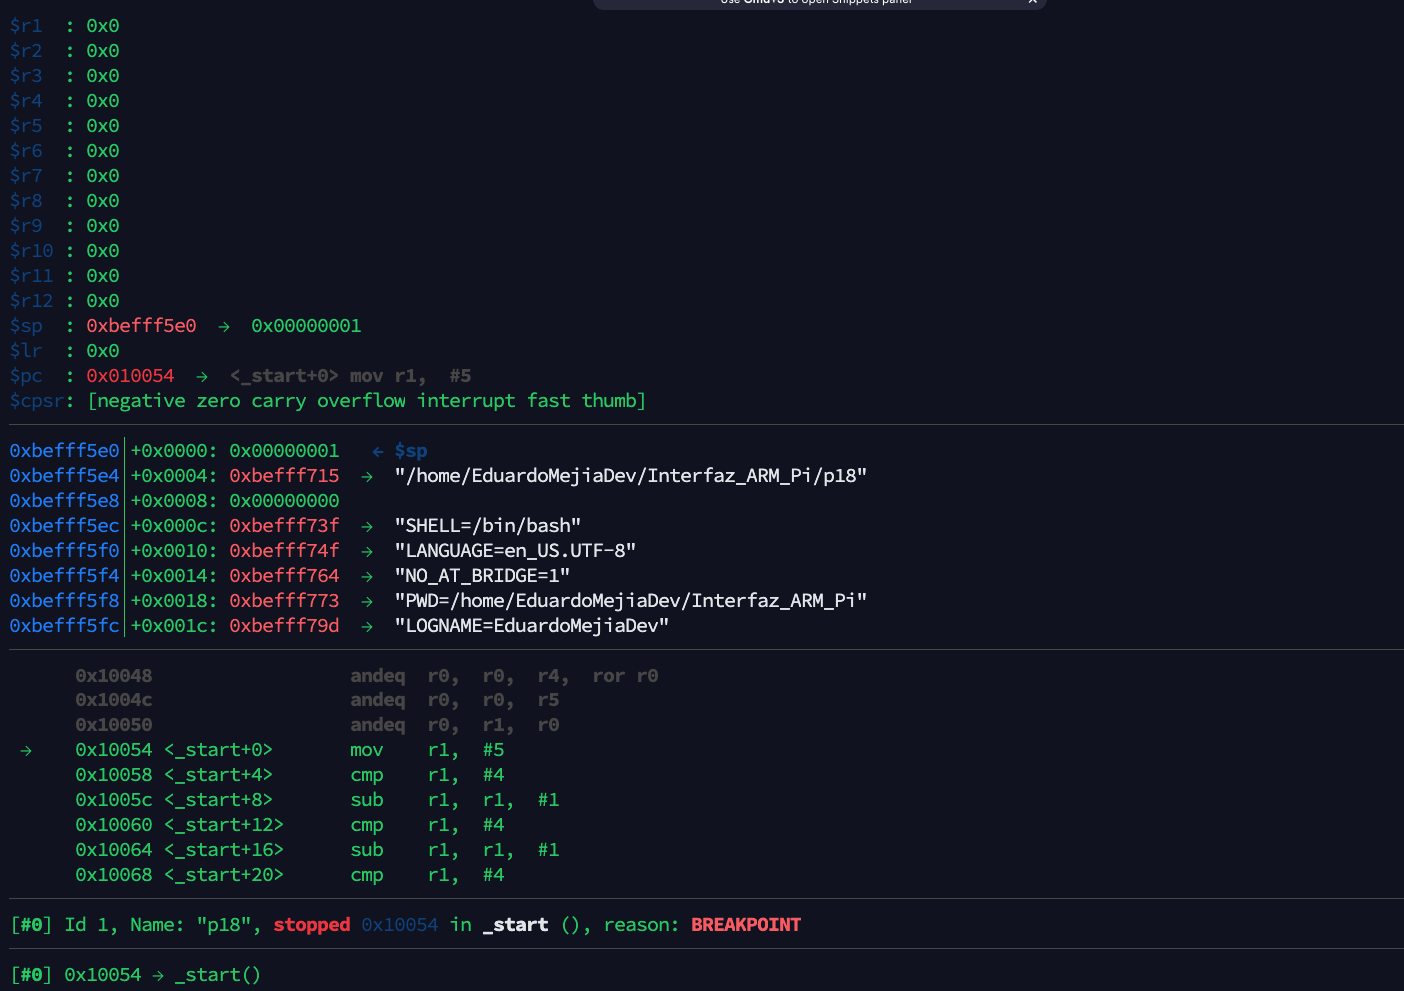 Use Cmd+S to open Snippets panel ×
$r1  : 0x0
$r2  : 0x0
$r3  : 0x0
$r4  : 0x0
$r5  : 0x0
$r6  : 0x0
$r7  : 0x0
$r8  : 0x0
$r9  : 0x0
$r10 : 0x0
$r11 : 0x0
$r12 : 0x0
$sp  : 0xbefff5e0  →  0x00000001
$lr  : 0x0
$pc  : 0x010054  →  <_start+0> mov r1,  #5
$cpsr: [negative zero carry overflow interrupt fast thumb]
0xbefff5e0│+0x0000: 0x00000001   ← $sp
0xbefff5e4│+0x0004: 0xbefff715  →  "/home/EduardoMejiaDev/Interfaz_ARM_Pi/p18"
0xbefff5e8│+0x0008: 0x00000000
0xbefff5ec│+0x000c: 0xbefff73f  →  "SHELL=/bin/bash"
0xbefff5f0│+0x0010: 0xbefff74f  →  "LANGUAGE=en_US.UTF-8"
0xbefff5f4│+0x0014: 0xbefff764  →  "NO_AT_BRIDGE=1"
0xbefff5f8│+0x0018: 0xbefff773  →  "PWD=/home/EduardoMejiaDev/Interfaz_ARM_Pi"
0xbefff5fc│+0x001c: 0xbefff79d  →  "LOGNAME=EduardoMejiaDev"
0x10048                  andeq  r0,  r0,  r4,  ror r0
0x1004c                  andeq  r0,  r0,  r5
0x10050                  andeq  r0,  r1,  r0
→    0x10054 <_start+0>       mov    r1,  #5
0x10058 <_start+4>       cmp    r1,  #4
0x1005c <_start+8>       sub    r1,  r1,  #1
0x10060 <_start+12>      cmp    r1,  #4
0x10064 <_start+16>      sub    r1,  r1,  #1
0x10068 <_start+20>      cmp    r1,  #4
[#0] Id 1, Name: "p18", stopped 0x10054 in _start (), reason: BREAKPOINT
[#0] 0x10054 → _start()